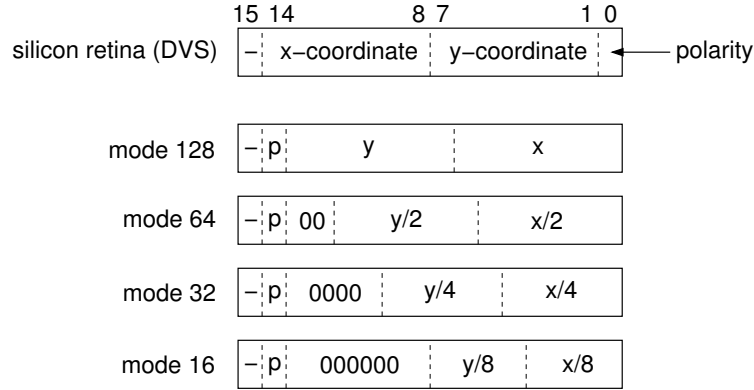 15 14 8 7 1 0
silicon retina (DVS) – x–coordinate y–coordinate polarity
mode 128 – p y x
mode 64 – p 00 y/2 x/2
mode 32 – p 0000 y/4 x/4
mode 16 – p 000000 y/8 x/8